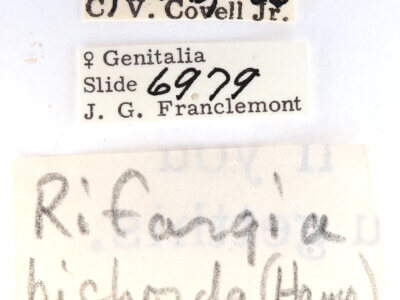 C. V. Covell Jr.
♀ Genitalia
Slide 6979
J. G. Franclemont
Rifargia